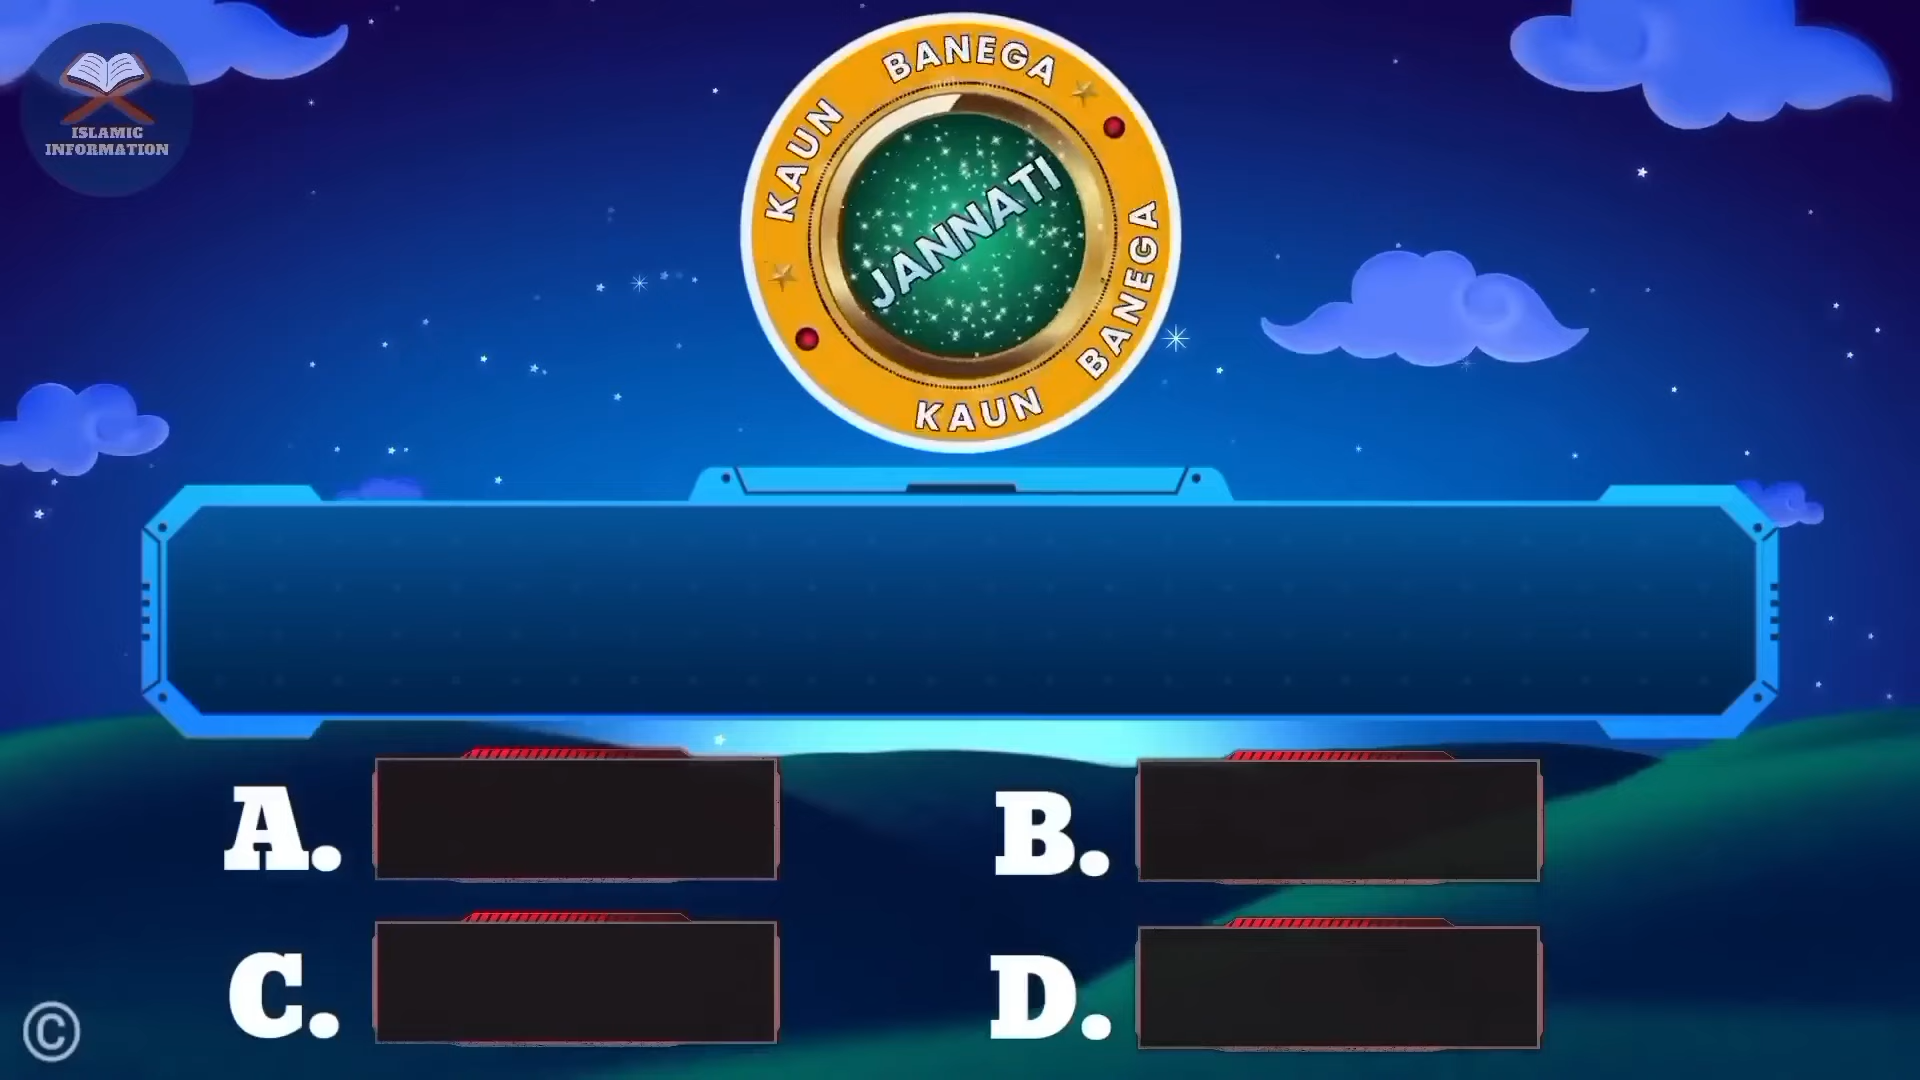 ISLAMIC
INFORMATION
KAUN BANEGA
JANNATI
KAUN BANEGA
A.
B.
C.
D.
©